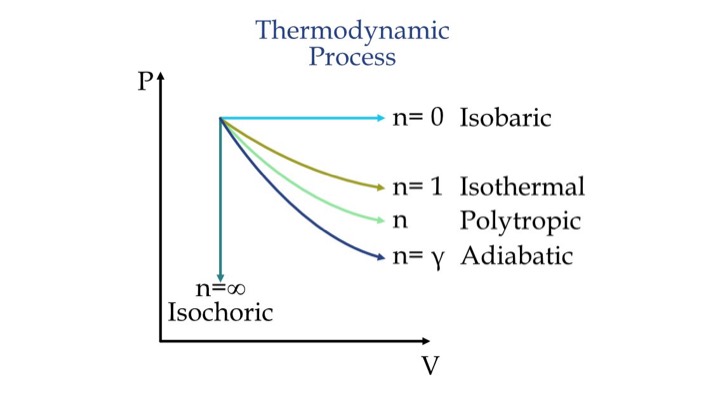 Thermodynamic
Process
P
n= 0 Isobaric
n= 1 Isothermal
n Polytropic
n= γ Adiabatic
n=∞
Isochoric
V